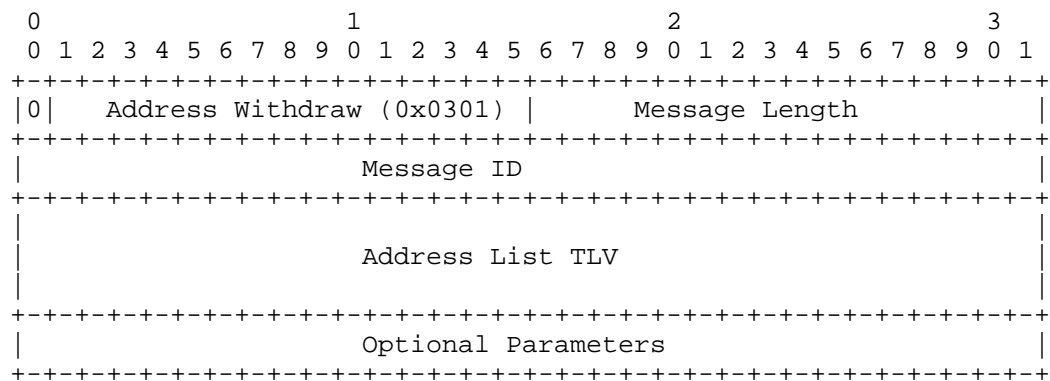 0                   1                   2                   3
 0 1 2 3 4 5 6 7 8 9 0 1 2 3 4 5 6 7 8 9 0 1 2 3 4 5 6 7 8 9 0 1
+-+-+-+-+-+-+-+-+-+-+-+-+-+-+-+-+-+-+-+-+-+-+-+-+-+-+-+-+-+-+-+-+
|0|   Address Withdraw (0x0301) |      Message Length           |
+-+-+-+-+-+-+-+-+-+-+-+-+-+-+-+-+-+-+-+-+-+-+-+-+-+-+-+-+-+-+-+-+
|                     Message ID                                |
+-+-+-+-+-+-+-+-+-+-+-+-+-+-+-+-+-+-+-+-+-+-+-+-+-+-+-+-+-+-+-+-+
|                                                               |
|                     Address List TLV                          |
|                                                               |
+-+-+-+-+-+-+-+-+-+-+-+-+-+-+-+-+-+-+-+-+-+-+-+-+-+-+-+-+-+-+-+-+
|                     Optional Parameters                       |
+-+-+-+-+-+-+-+-+-+-+-+-+-+-+-+-+-+-+-+-+-+-+-+-+-+-+-+-+-+-+-+-+